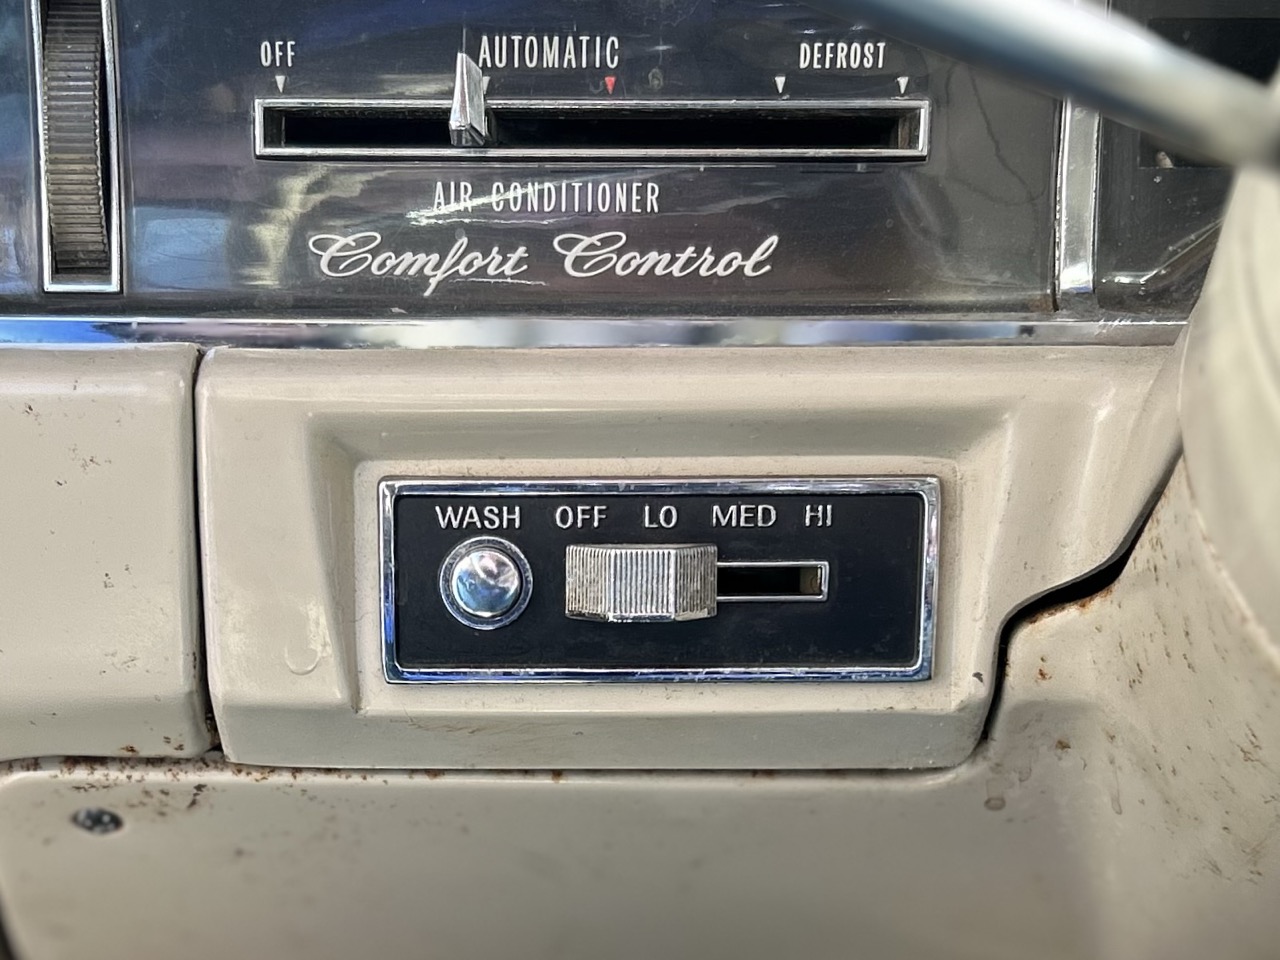 OFF AUTOMATIC DEFROST
AIR CONDITIONER
Comfort Control
WASH OFF LO MED HI